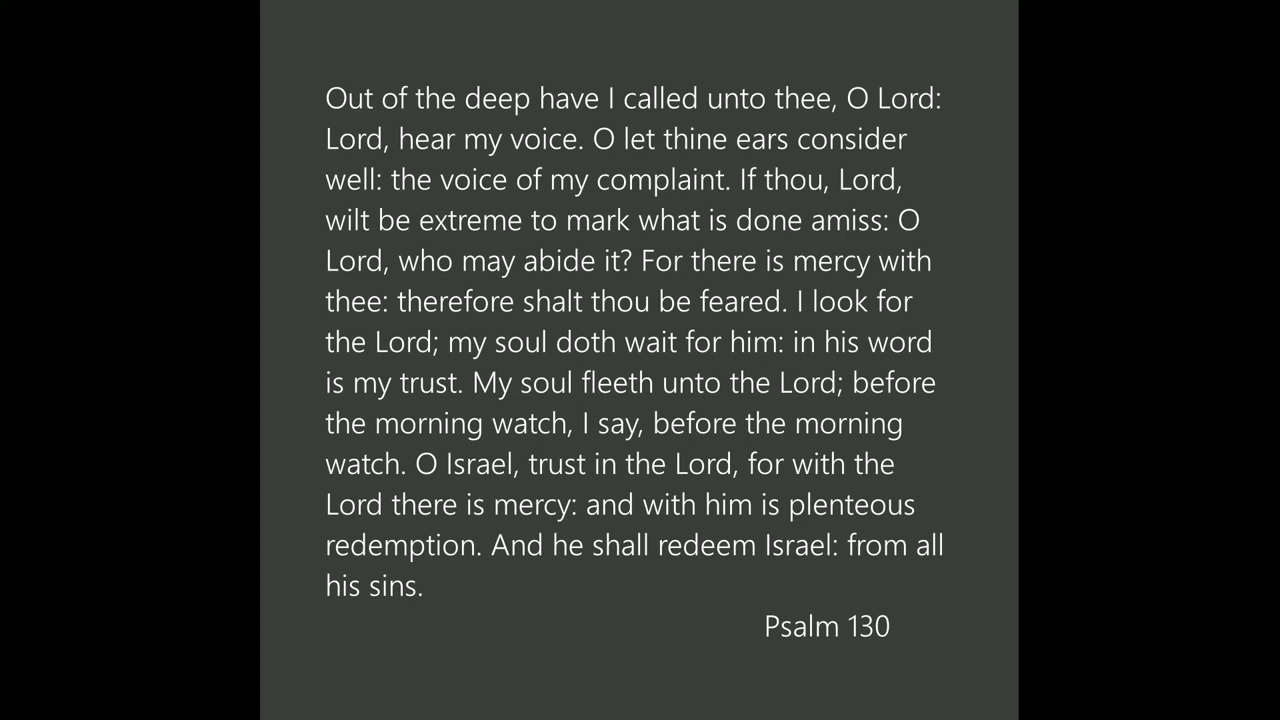 Out of the deep have I called unto thee, O Lord:
Lord, hear my voice. O let thine ears consider
well: the voice of my complaint. If thou, Lord,
wilt be extreme to mark what is done amiss: O
Lord, who may abide it? For there is mercy with
thee: therefore shalt thou be feared. I look for
the Lord; my soul doth wait for him: in his word
is my trust. My soul fleeth unto the Lord; before
the morning watch, I say, before the morning
watch. O Israel, trust in the Lord, for with the
Lord there is mercy: and with him is plenteous
redemption. And he shall redeem Israel: from all
his sins.
Psalm 130